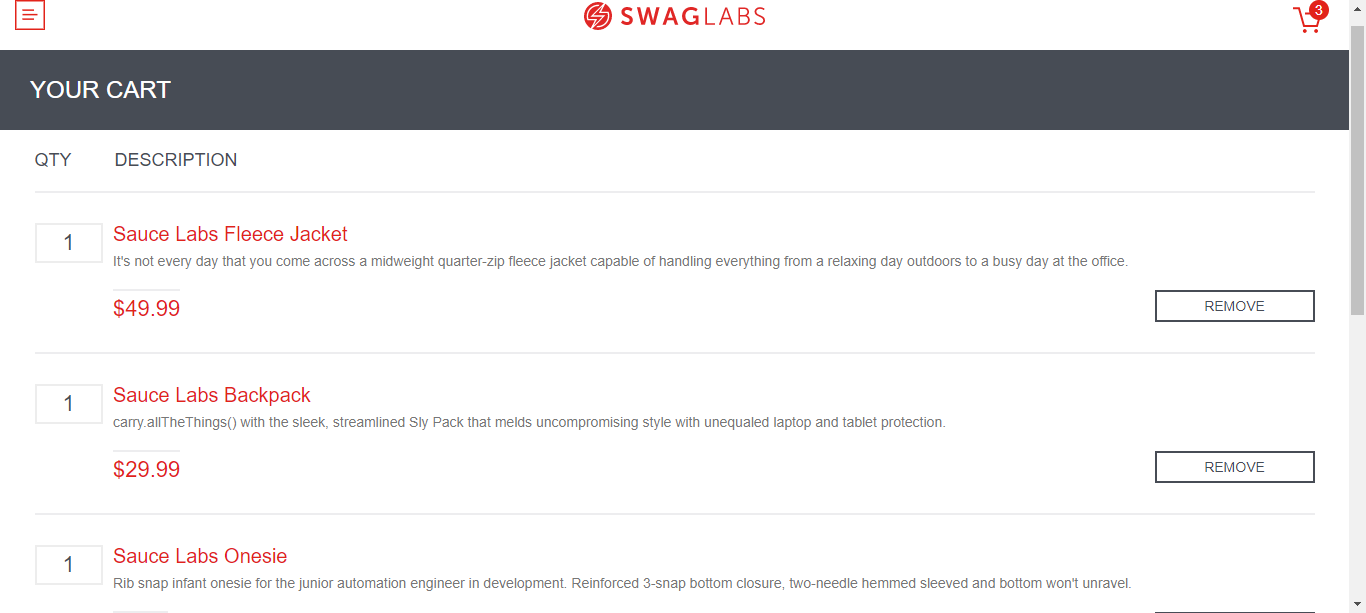 SWAGLABS
3
YOUR CART
QTY DESCRIPTION
1 Sauce Labs Fleece Jacket
It's not every day that you come across a midweight quarter-zip fleece jacket capable of handling everything from a relaxing day outdoors to a busy day at the office.
$49.99 REMOVE
1 Sauce Labs Backpack
carry.allTheThings() with the sleek, streamlined Sly Pack that melds uncompromising style with unequaled laptop and tablet protection.
$29.99 REMOVE
1 Sauce Labs Onesie
Rib snap infant onesie for the junior automation engineer in development. Reinforced 3-snap bottom closure, two-needle hemmed sleeved and bottom won't unravel.